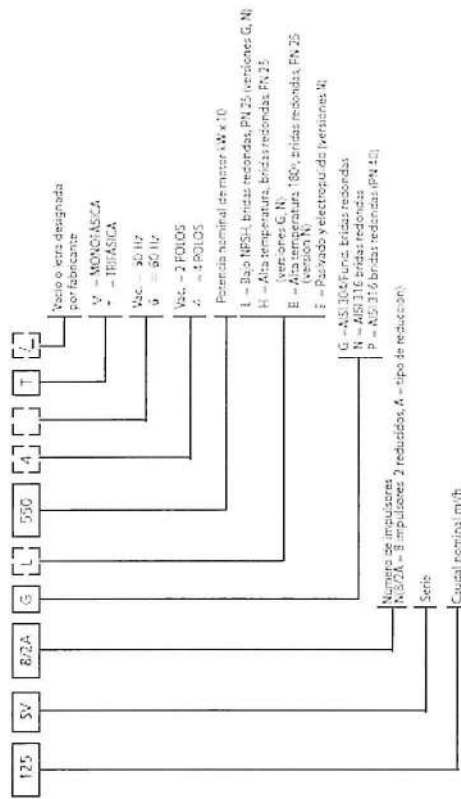 125
SV
8/2A
G
L
550
4
T
/_
Vacío o letra designada
por fabricante
M = MONOFÁSICA
T = TRIFÁSICA
Vac. = 50 Hz
6 = 60 Hz
Vac. = 2 POLOS
4 = 4 POLOS
Potencia nominal de motor kW x 10
L = Bajo NPSH, bridas redondas, PN 25 (versiones G, N)
H = Alta temperatura, bridas redondas, PN 25
(versiones G, N)
B = Alta temperatura 180º, bridas redondas, PN 25
(versión N)
E = Pasivado y electropulido (versiones N)
G = AISI 304/Fund. bridas redondas
N = AISI 316 bridas redondas
P = AISI 316 bridas redondas (PN 40)
Número de impulsores
N(8/2A = 8 impulsores 2 reducidos, A = tipo de reducción)
Serie
Caudal nominal m³/h